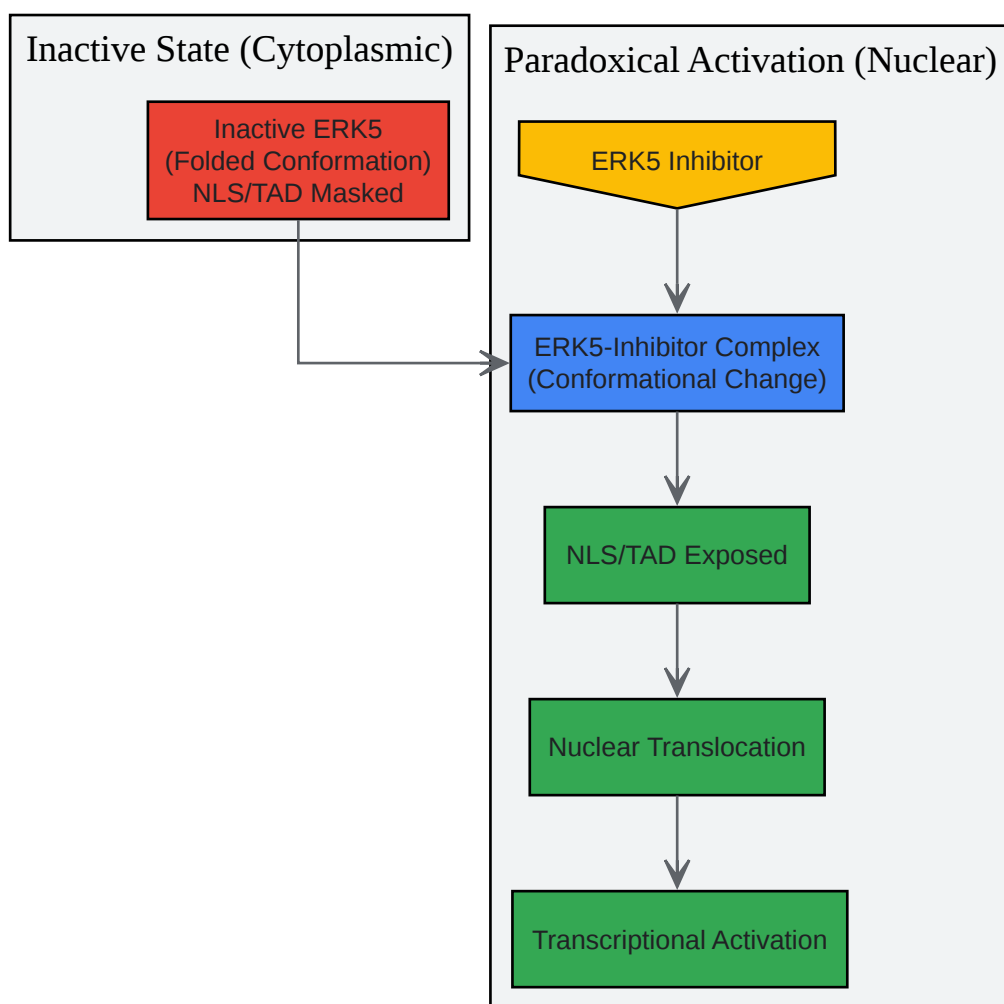 Inactive State (Cytoplasmic)
Inactive ERK5
(Folded Conformation)
NLS/TAD Masked
Paradoxical Activation (Nuclear)
ERK5 Inhibitor
ERK5-Inhibitor Complex
(Conformational Change)
NLS/TAD Exposed
Nuclear Translocation
Transcriptional Activation